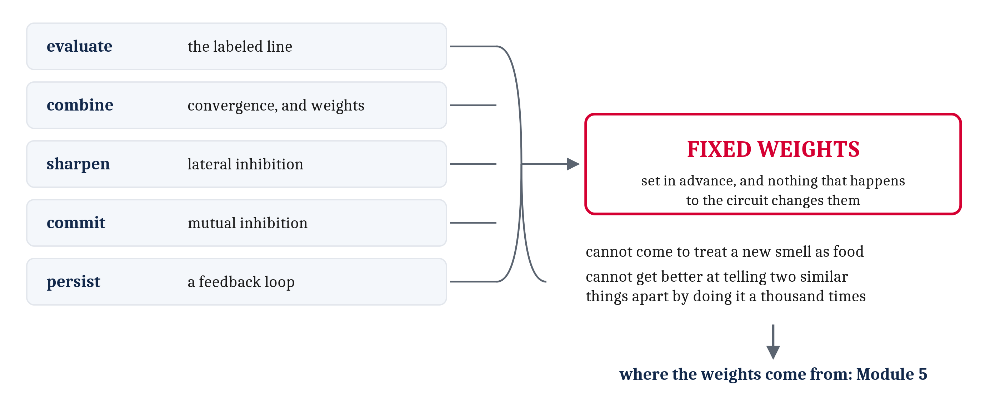 evaluate the labeled line
combine convergence, and weights
sharpen lateral inhibition
commit mutual inhibition
persist a feedback loop
FIXED WEIGHTS
set in advance, and nothing that happens
to the circuit changes them
cannot come to treat a new smell as food
cannot get better at telling two similar
things apart by doing it a thousand times
where the weights come from: Module 5